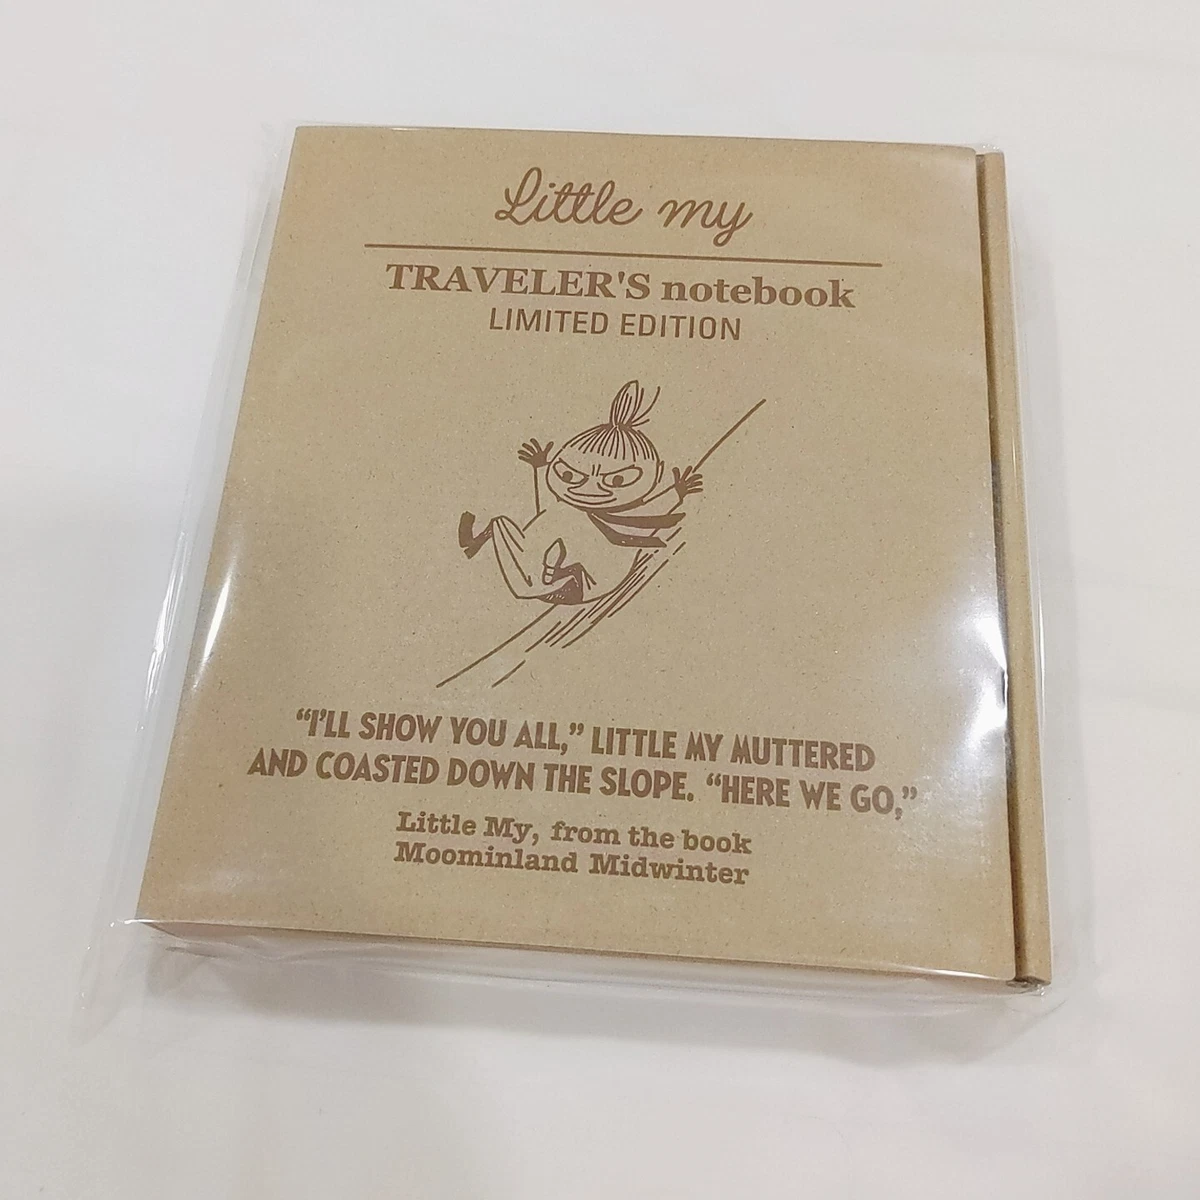 Little my
TRAVELER'S notebook
LIMITED EDITION
“I’LL SHOW YOU ALL,” LITTLE MY MUTTERED
AND COASTED DOWN THE SLOPE. “HERE WE GO,”
Little My, from the book
Moominland Midwinter